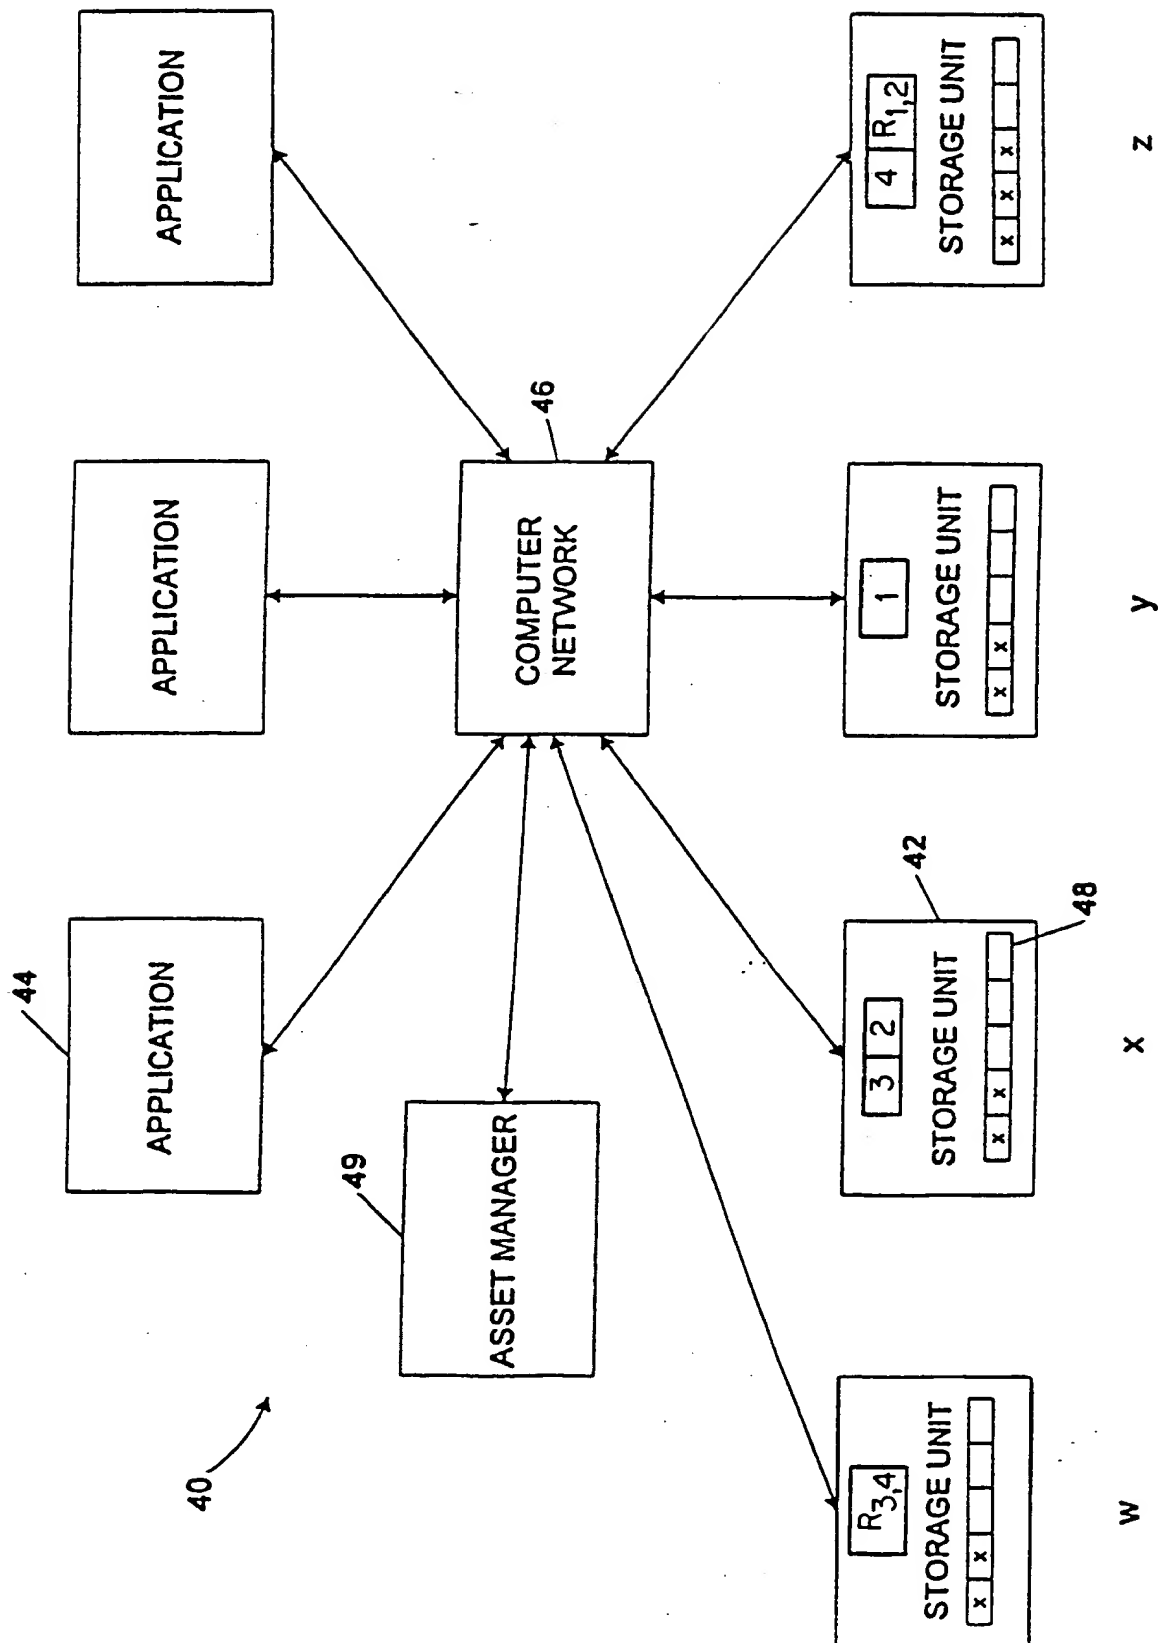 44
APPLICATION
APPLICATION
APPLICATION
40
49
ASSET MANAGER
COMPUTER
NETWORK
46
R3,4
STORAGE UNIT
x x
w
3 2
STORAGE UNIT
x x
42
48
x
1
STORAGE UNIT
x x
y
4 R1,2
STORAGE UNIT
x x x
z